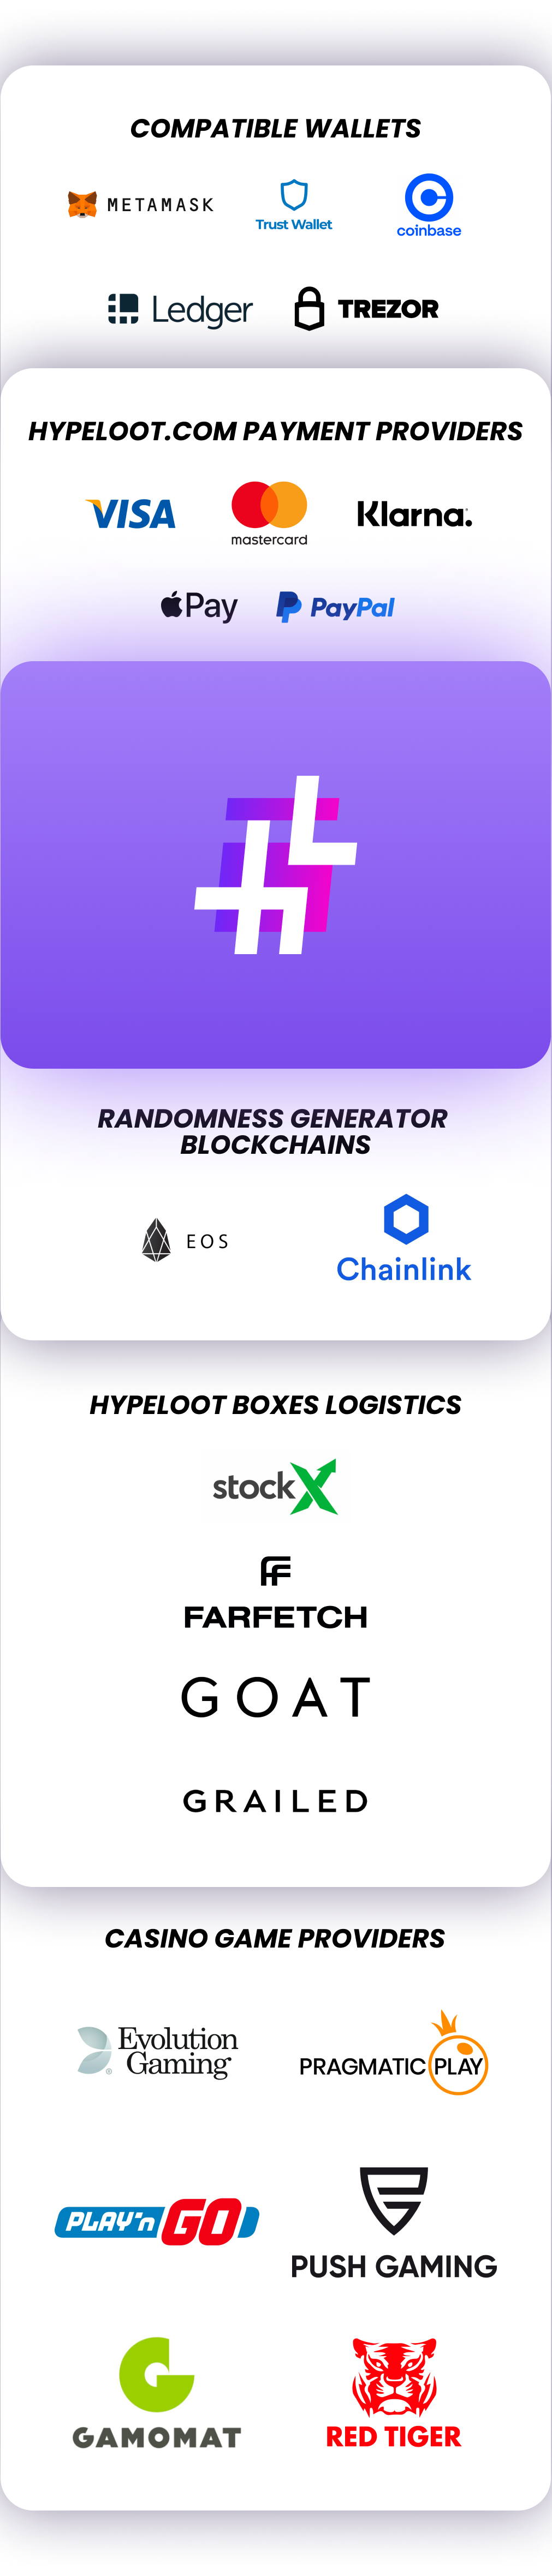 COMPATIBLE WALLETS
METAMASK
Trust Wallet
coinbase
Ledger
TREZOR
HYPELOOT.COM PAYMENT PROVIDERS
VISA
mastercard
Klarna.
Pay
PayPal
RANDOMNESS GENERATOR
BLOCKCHAINS
EOS
Chainlink
HYPELOOT BOXES LOGISTICS
stockX
FARFETCH
GOAT
GRAILED
CASINO GAME PROVIDERS
Evolution
Gaming®
PRAGMATIC PLAY
PLAY'n GO
PUSH GAMING
GAMOMAT
RED TIGER